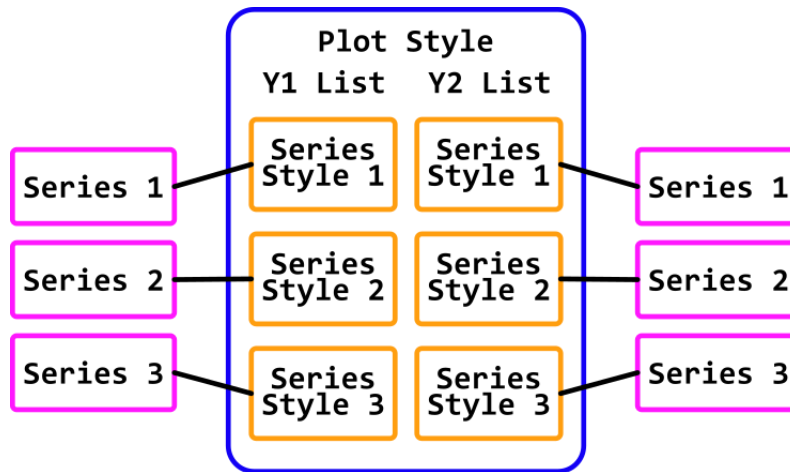 Plot Style
Y1 List Y2 List
Series
Style 1
Series
Style 1
Series 1
Series 1
Series
Style 2
Series
Style 2
Series 2
Series 2
Series
Style 3
Series
Style 3
Series 3
Series 3